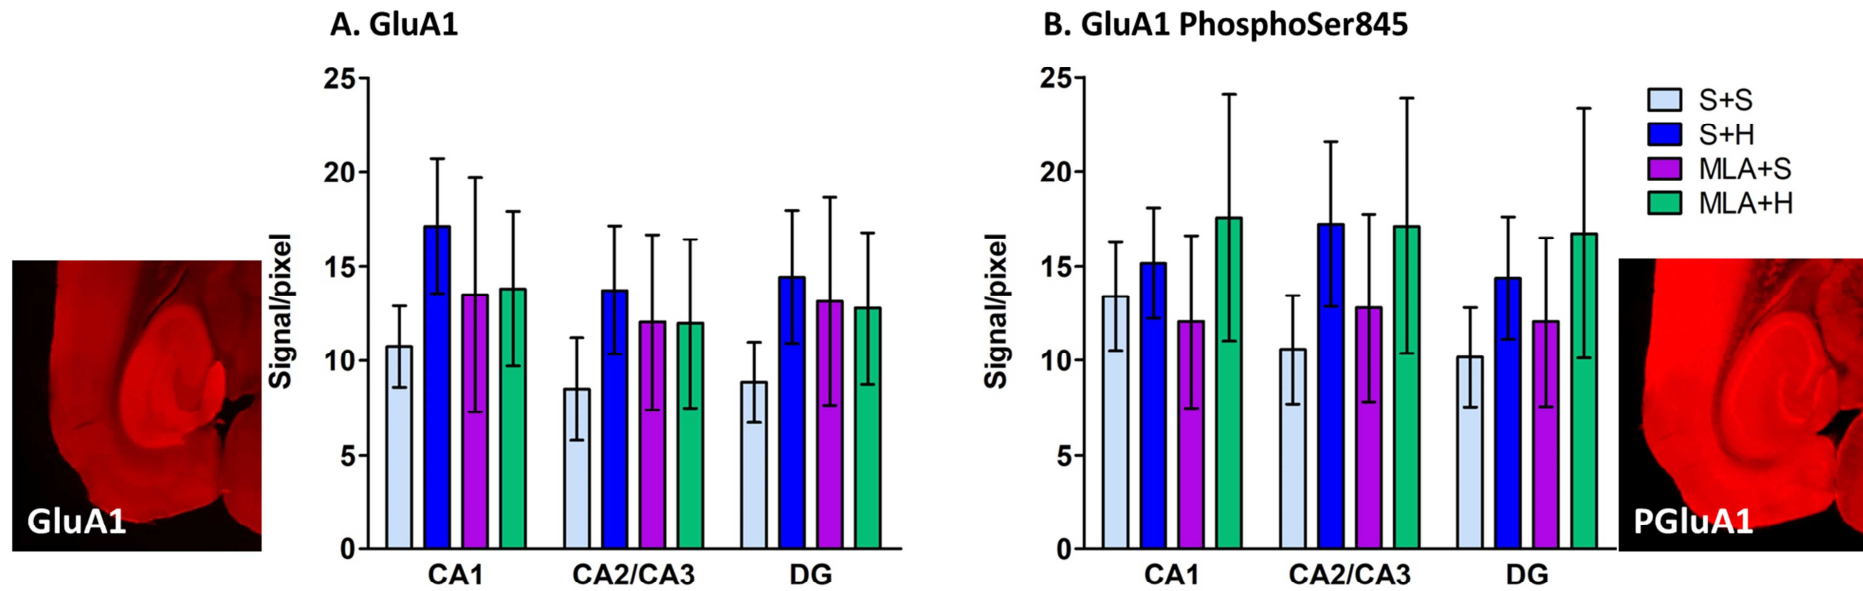 A. GluA1
25
20
15
10
5
0
Signal/pixel
CA1
CA2/CA3
DG
GluA1
B. GluA1 PhosphoSer845
25
20
15
10
5
0
Signal/pixel
CA1
CA2/CA3
DG
S+S
S+H
MLA+S
MLA+H
PGluA1